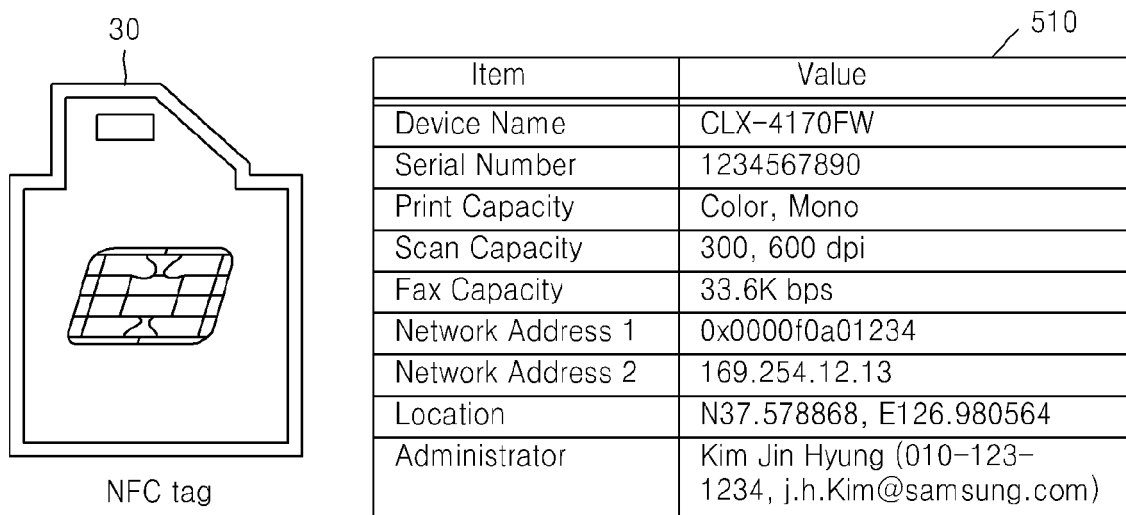 30
NFC tag
510
Item Value
Device Name CLX-4170FW
Serial Number 1234567890
Print Capacity Color, Mono
Scan Capacity 300, 600 dpi
Fax Capacity 33.6K bps
Network Address 1 0x0000f0a01234
Network Address 2 169.254.12.13
Location N37.578868, E126.980564
Administrator Kim Jin Hyung (010-123-
1234, j.h.Kim@samsung.com)